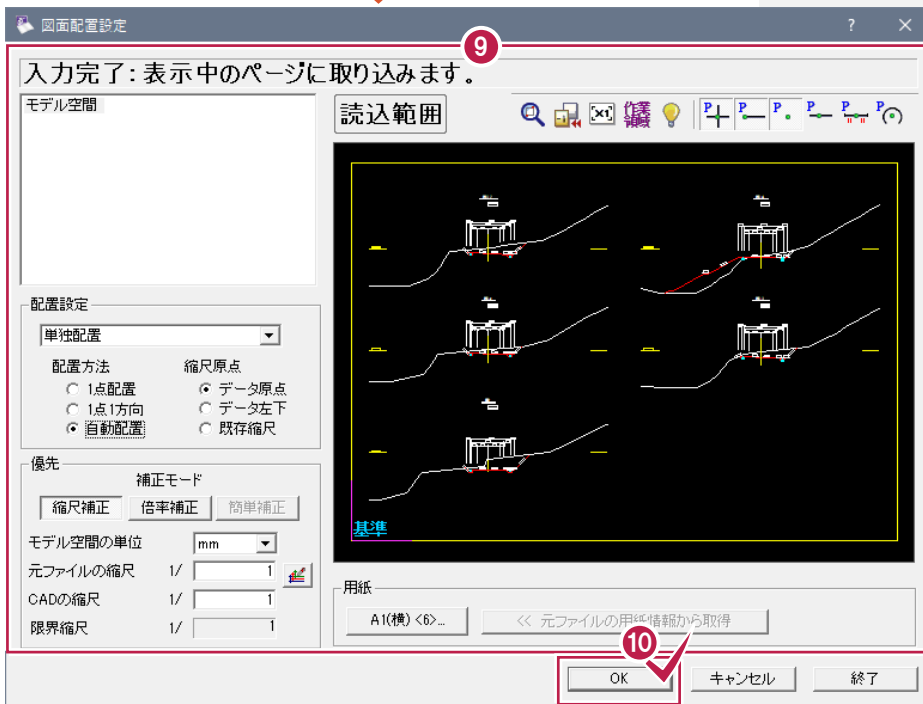 図面配置設定
?
×
9
入力完了:表示中のページに取り込みます。
モデル空間
読込範囲
x1
作業
領域
P P P P P P
基準
配置設定
単独配置
配置方法 縮尺原点
1点配置 データ原点
1点1方向 データ左下
自動配置 既存縮尺
優先
補正モード
縮尺補正 倍率補正 簡単補正
モデル空間の単位 mm
元ファイルの縮尺 1/ 1
CADの縮尺 1/ 1
限界縮尺 1/ 1
用紙
A1(横) <6>... << 元ファイルの用紙情報から取得
10
OK キャンセル 終了